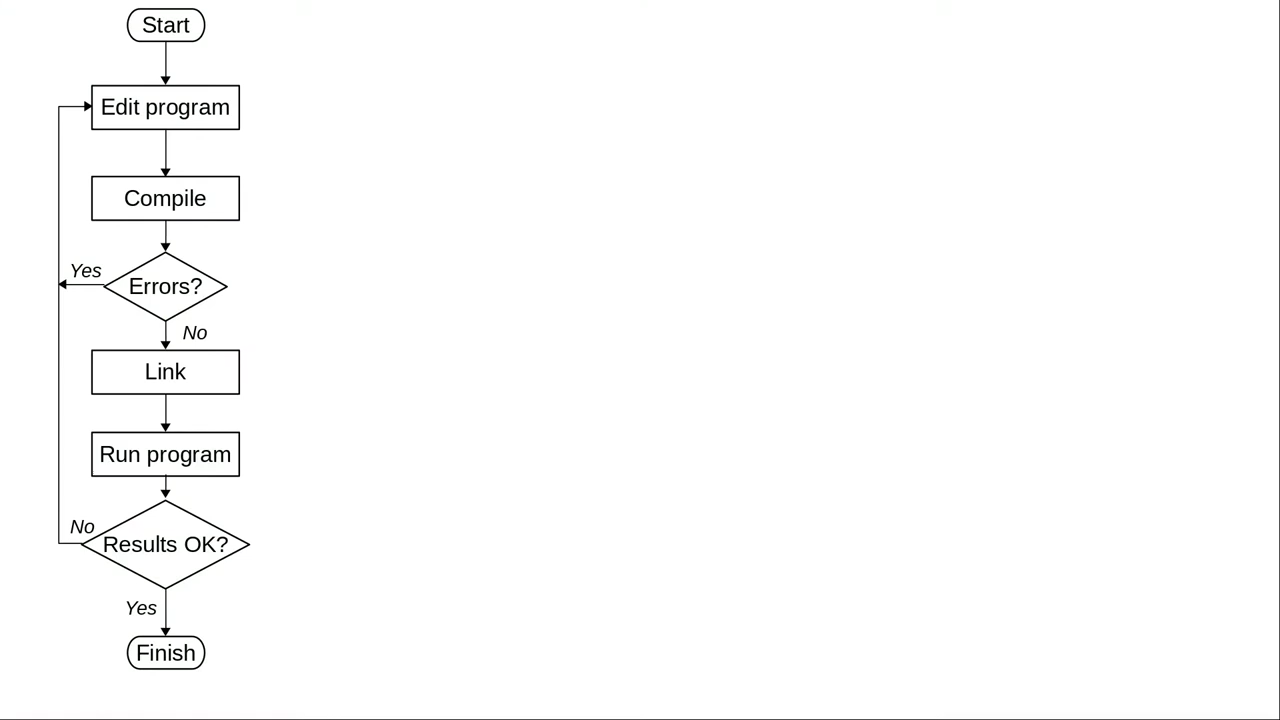 Start
Edit program
Compile
Yes
Errors?
No
Link
Run program
No
Results OK?
Yes
Finish